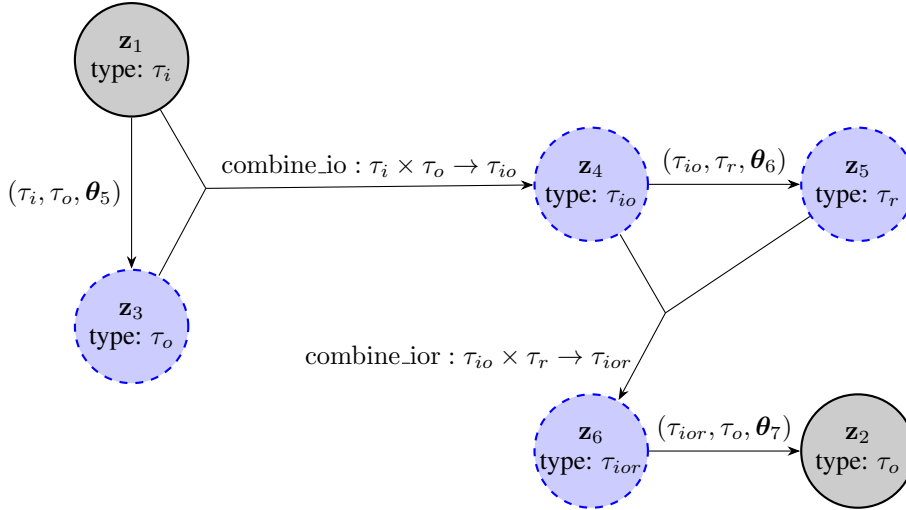 z₁
type: τᵢ
combine_io : τᵢ × τₒ → τᵢₒ
z₄
type: τᵢₒ
(τᵢₒ, τᵣ, θ₆)
z₅
type: τᵣ
(τᵢ, τₒ, θ₅)
z₃
type: τₒ
combine_ior : τᵢₒ × τᵣ → τᵢₒᵣ
z₆
type: τᵢₒᵣ
(τᵢₒᵣ, τₒ, θ₇)
z₂
type: τₒ